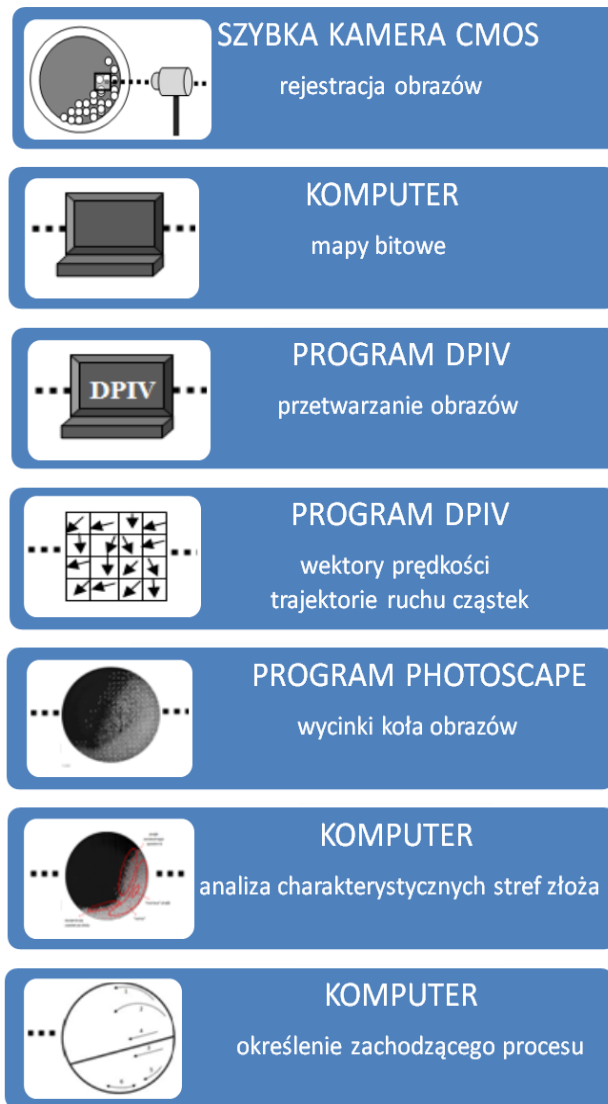 SZYBKA KAMERA CMOS
rejestracja obrazów
KOMPUTER
mapy bitowe
PROGRAM DPIV
przetwarzanie obrazów
DPIV
PROGRAM DPIV
wektory prędkości
trajektorie ruchu cząstek
PROGRAM PHOTOSCAPE
wycinki koła obrazów
KOMPUTER
analiza charakterystycznych stref złoża
KOMPUTER
określenie zachodzącego procesu